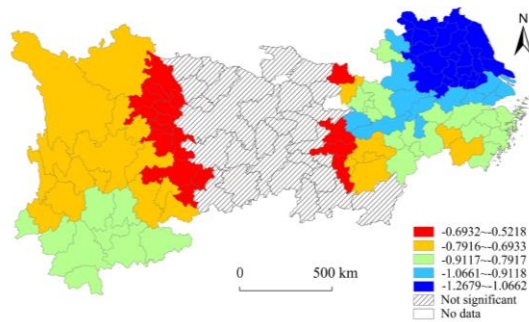 N
-0.6932~-0.5218
-0.7916~-0.6933
-0.9117~-0.7917
-1.0661~-0.9118
-1.2679~-1.0662
Not significant
No data
0 500 km